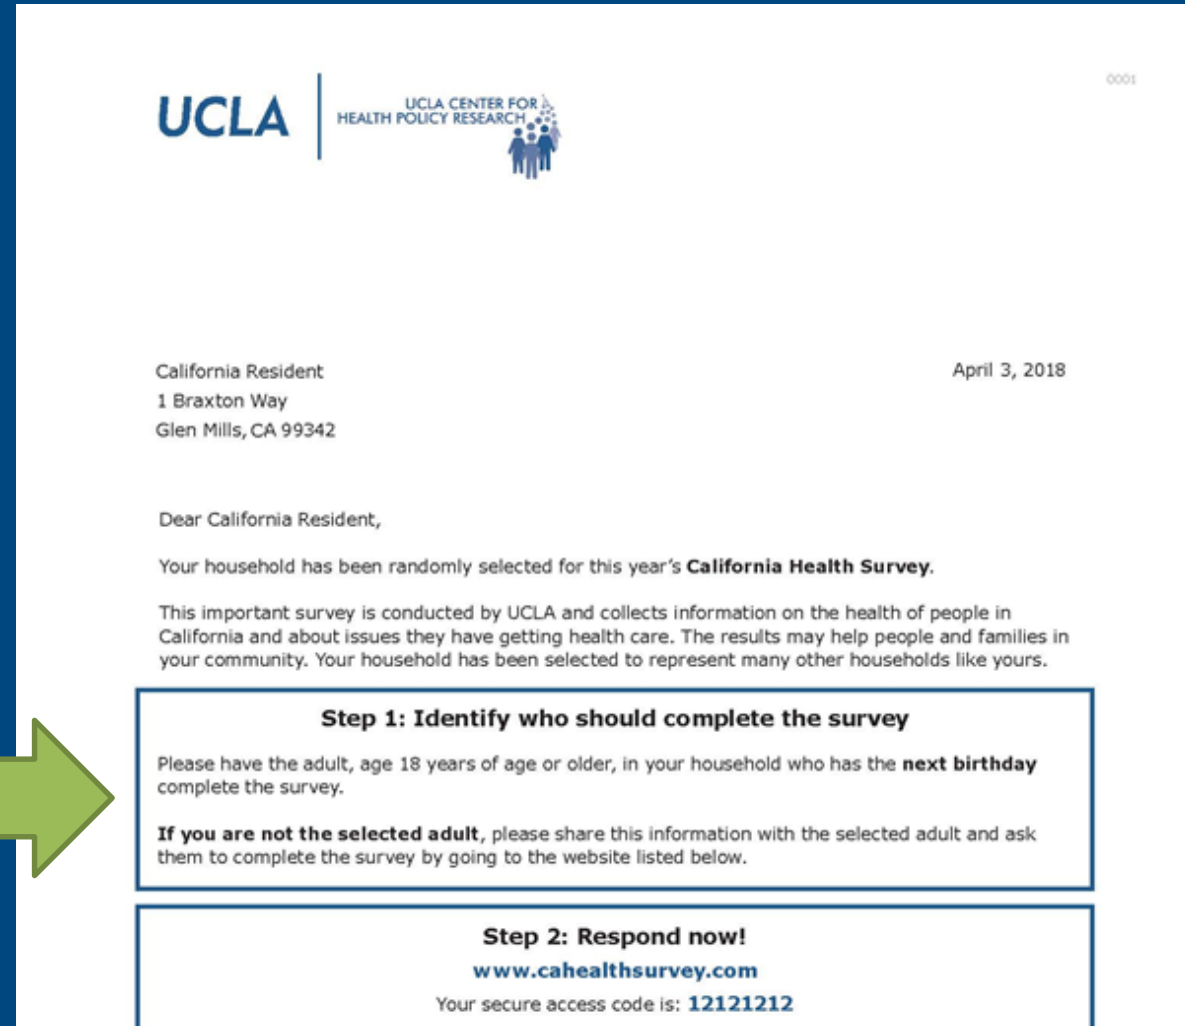 0001
UCLA
UCLA CENTER FOR
HEALTH POLICY RESEARCH
California Resident
April 3, 2018
1 Braxton Way
Glen Mills, CA 99342
Dear California Resident,
Your household has been randomly selected for this year's California Health Survey.
This important survey is conducted by UCLA and collects information on the health of people in
California and about issues they have getting health care. The results may help people and families in
your community. Your household has been selected to represent many other households like yours.
Step 1: Identify who should complete the survey
Please have the adult, age 18 years of age or older, in your household who has the next birthday
complete the survey.
If you are not the selected adult, please share this information with the selected adult and ask
them to complete the survey by going to the website listed below.
Step 2: Respond now!
www.cahealthsurvey.com
Your secure access code is: 12121212